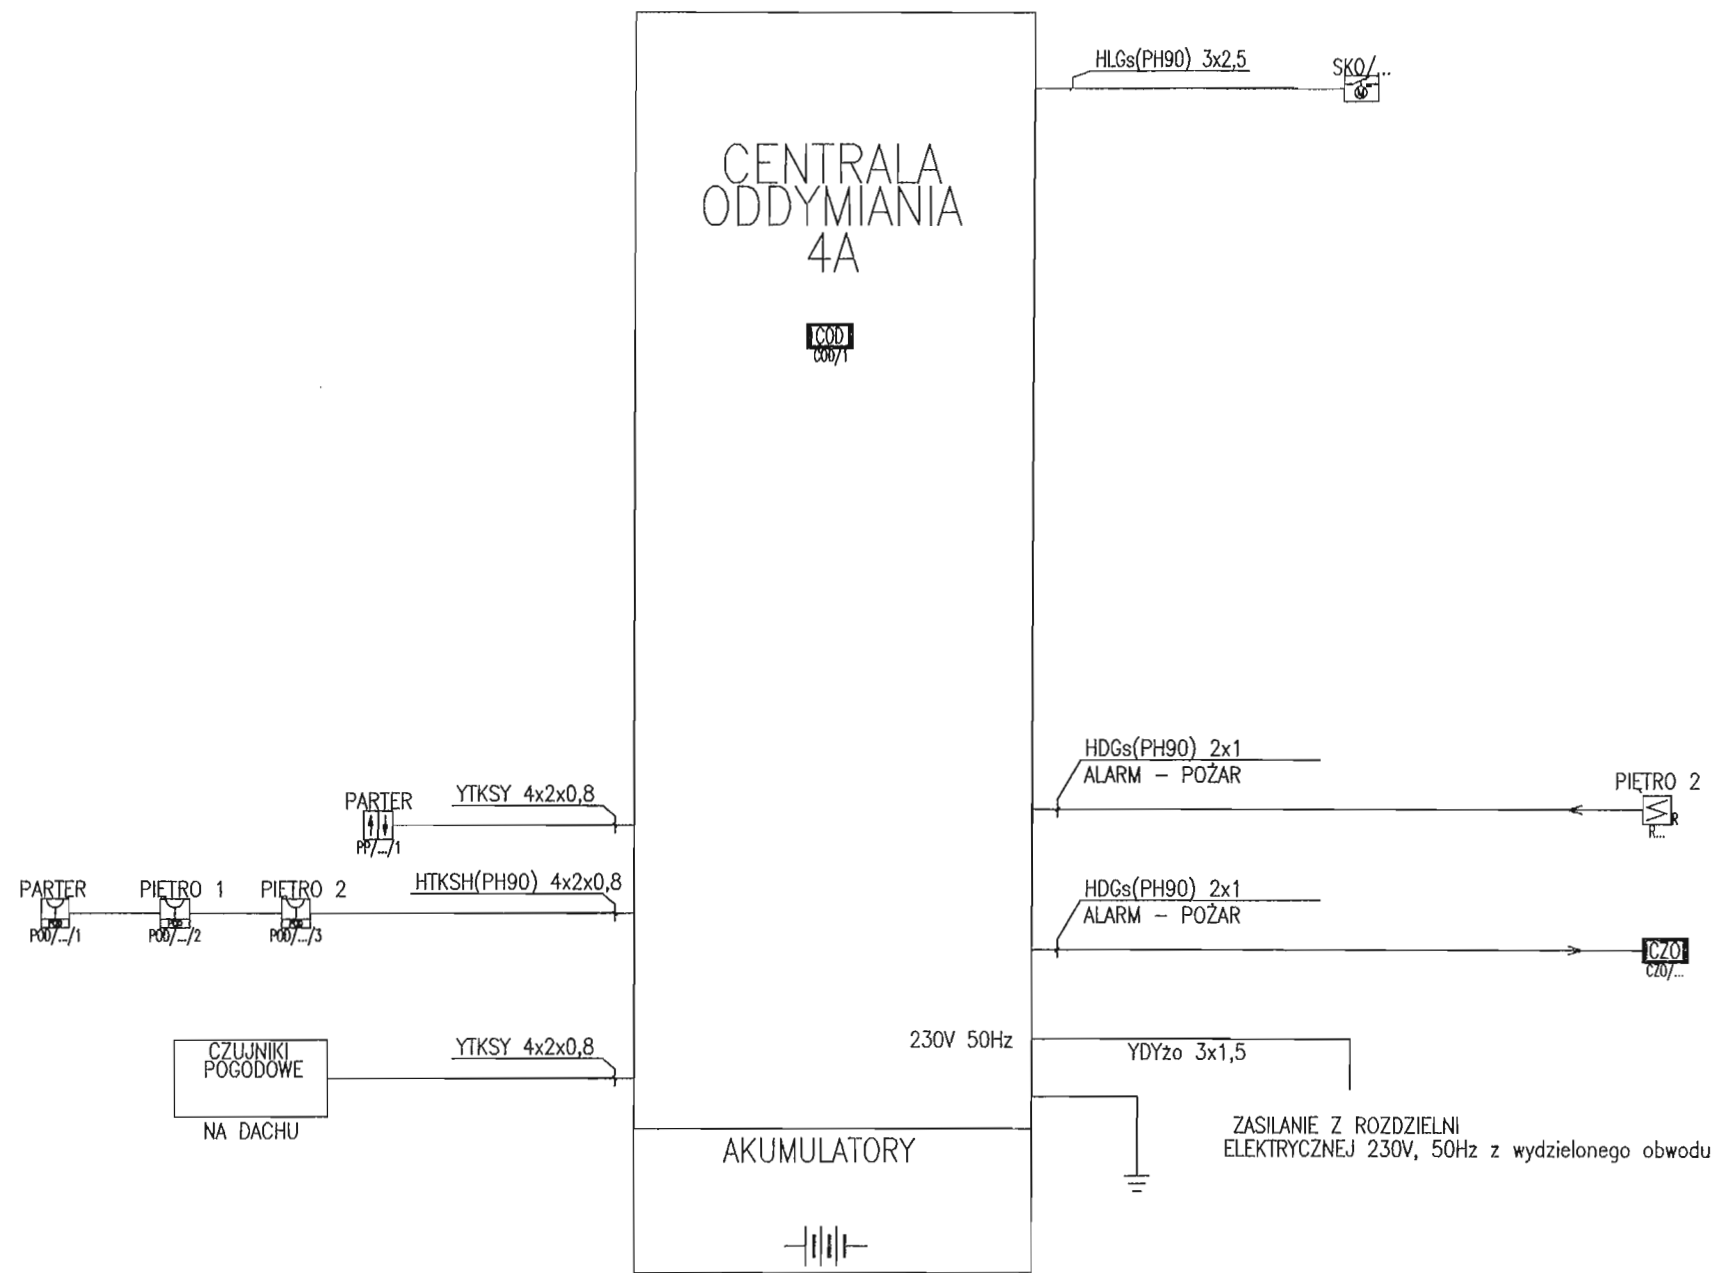 HLGs(PH90) 3x2,5
SKO/...
CENTRALA
ODDYMIANIA
4A
COD
COD/1
HDGs(PH90) 2x1
ALARM – POŻAR
PIĘTRO 2
R
R...
YTKSY 4x2x0,8
PARTER
PP/.../1
HTKSH(PH90) 4x2x0,8
PARTER
PIĘTRO 1
PIĘTRO 2
POD
POD
POD
POD/.../1
POD/.../2
POD/.../3
HDGs(PH90) 2x1
ALARM – POŻAR
CZO
CZO/...
YTKSY 4x2x0,8
CZUJNIKI
POGODOWE
NA DACHU
230V 50Hz
YDYżo 3x1,5
ZASILANIE Z ROZDZIELNI
ELEKTRYCZNEJ 230V, 50Hz z wydzielonego obwodu
AKUMULATORY